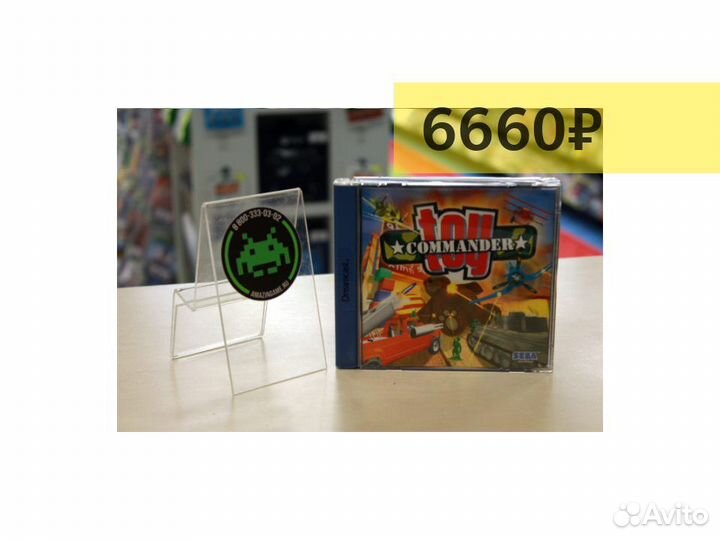 6660₽
8 800-333-03-02
AMAZINGAME.RU
toy
COMMANDER
Dreamcast
SEGA
Avito